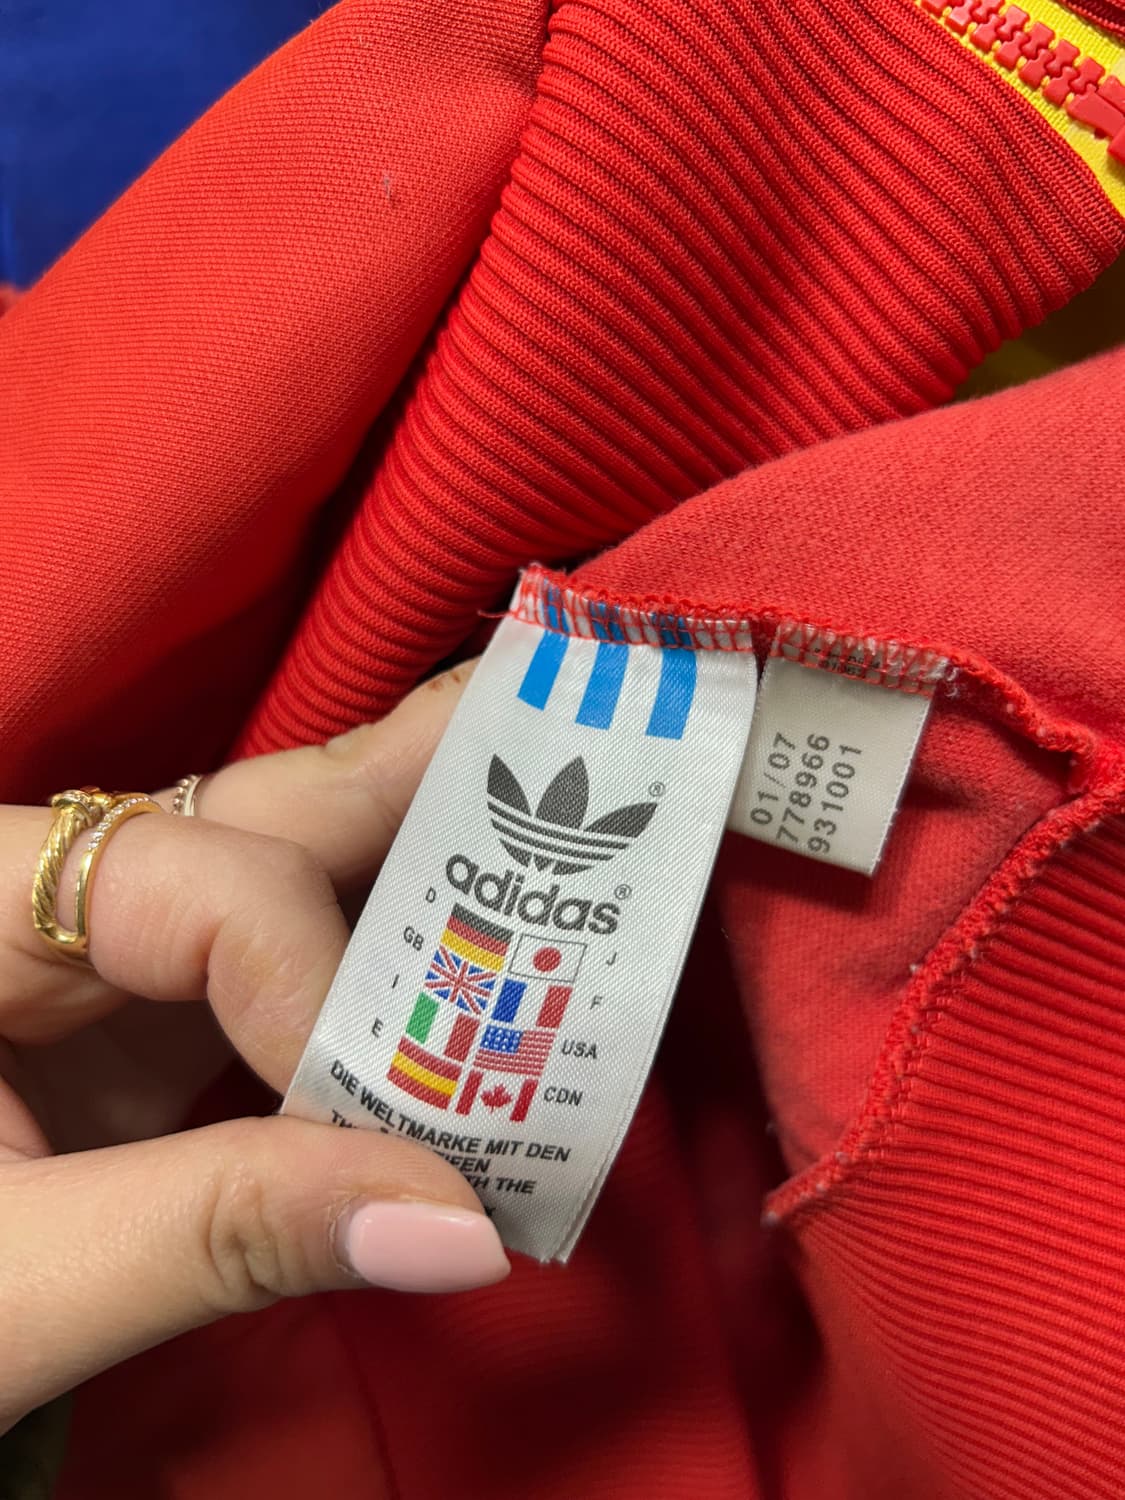 ®
adidas®
D
J
GB
F
I
USA
E
CDN
DIE WELTMARKE MIT DEN
THE
01/07
778966
931001